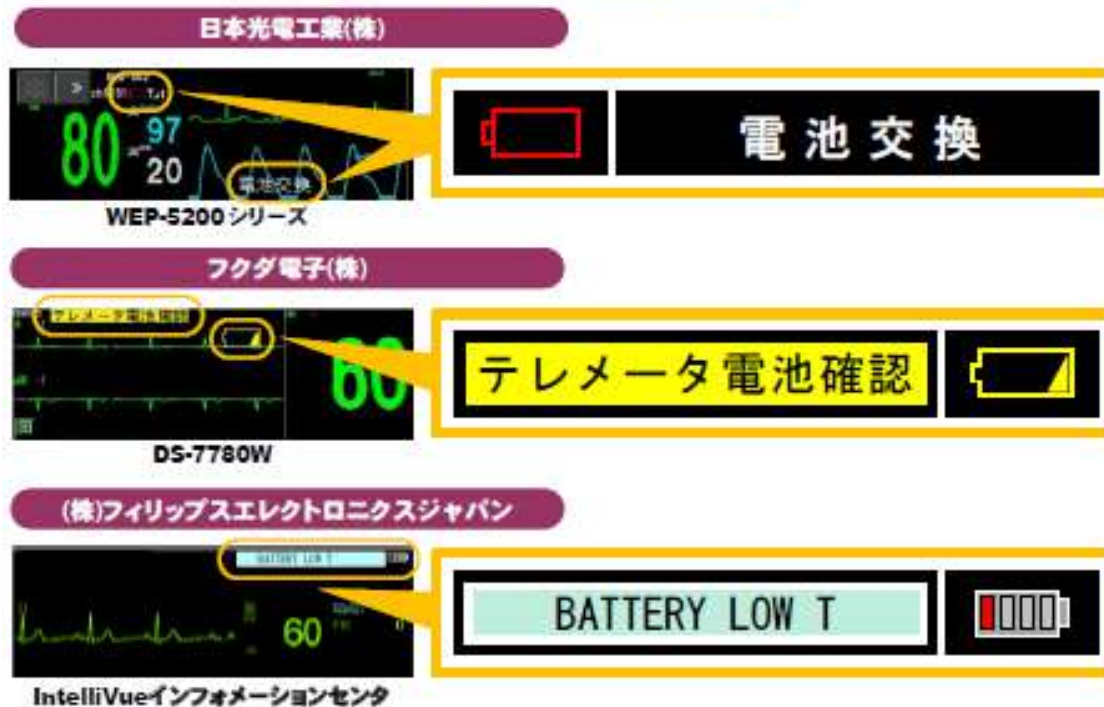 日本光電工業(株)
80
97
20
電池交換
電池交換
WEP-5200シリーズ
フクダ電子(株)
テレメータ電池確認
60
テレメータ電池確認
DS-7780W
(株)フィリップスエレクトロニクスジャパン
BATTERY LOW T
60
BATTERY LOW T
IntelliVueインフォメーションセンタ